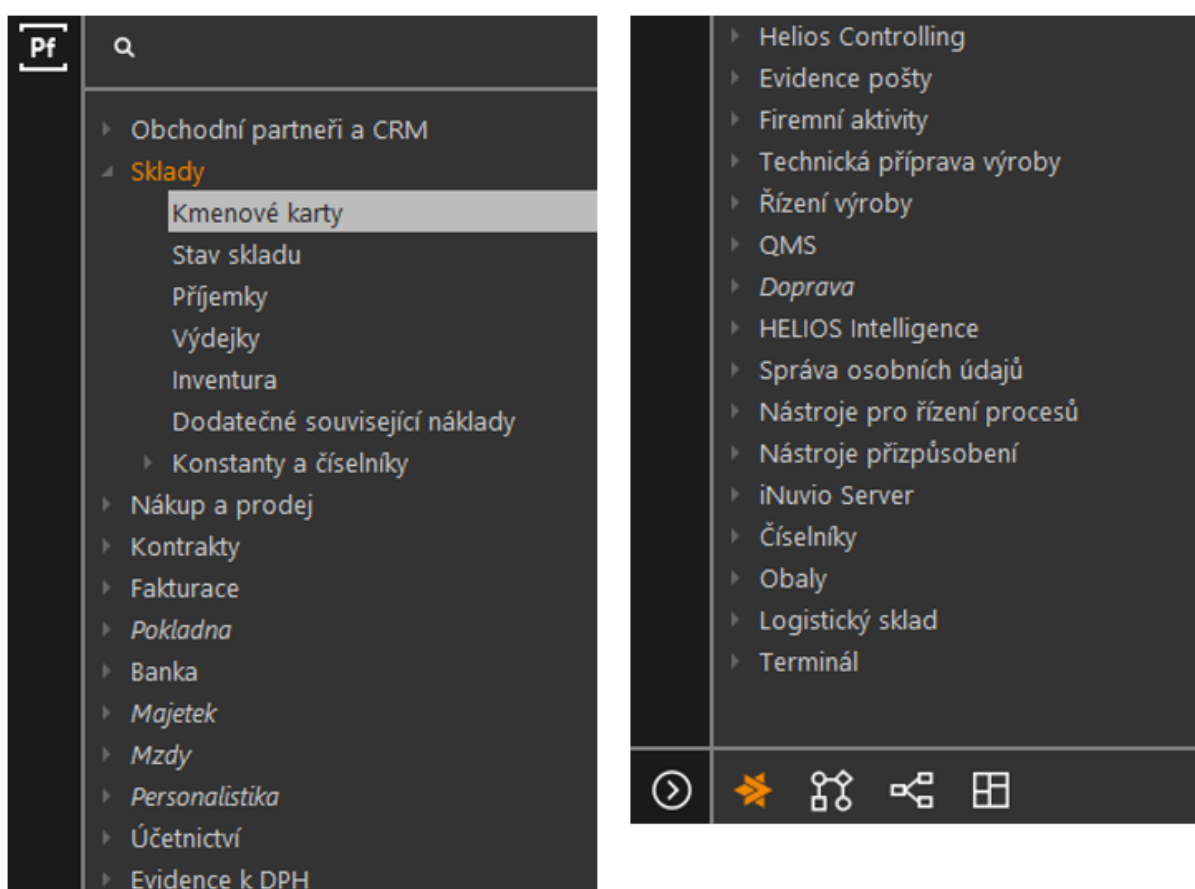 Pf
Obchodní partneři a CRM
Sklady
Kmenové karty
Stav skladu
Příjemky
Výdejky
Inventura
Dodatečné související náklady
Konstanty a číselníky
Nákup a prodej
Kontrakty
Fakturace
Pokladna
Banka
Majetek
Mzdy
Personalistika
Účetnictví
Evidence k DPH
Helios Controlling
Evidence pošty
Firemní aktivity
Technická příprava výroby
Řízení výroby
QMS
Doprava
HELIOS Intelligence
Správa osobních údajů
Nástroje pro řízení procesů
Nástroje přizpůsobení
iNuvio Server
Číselníky
Obaly
Logistický sklad
Terminál